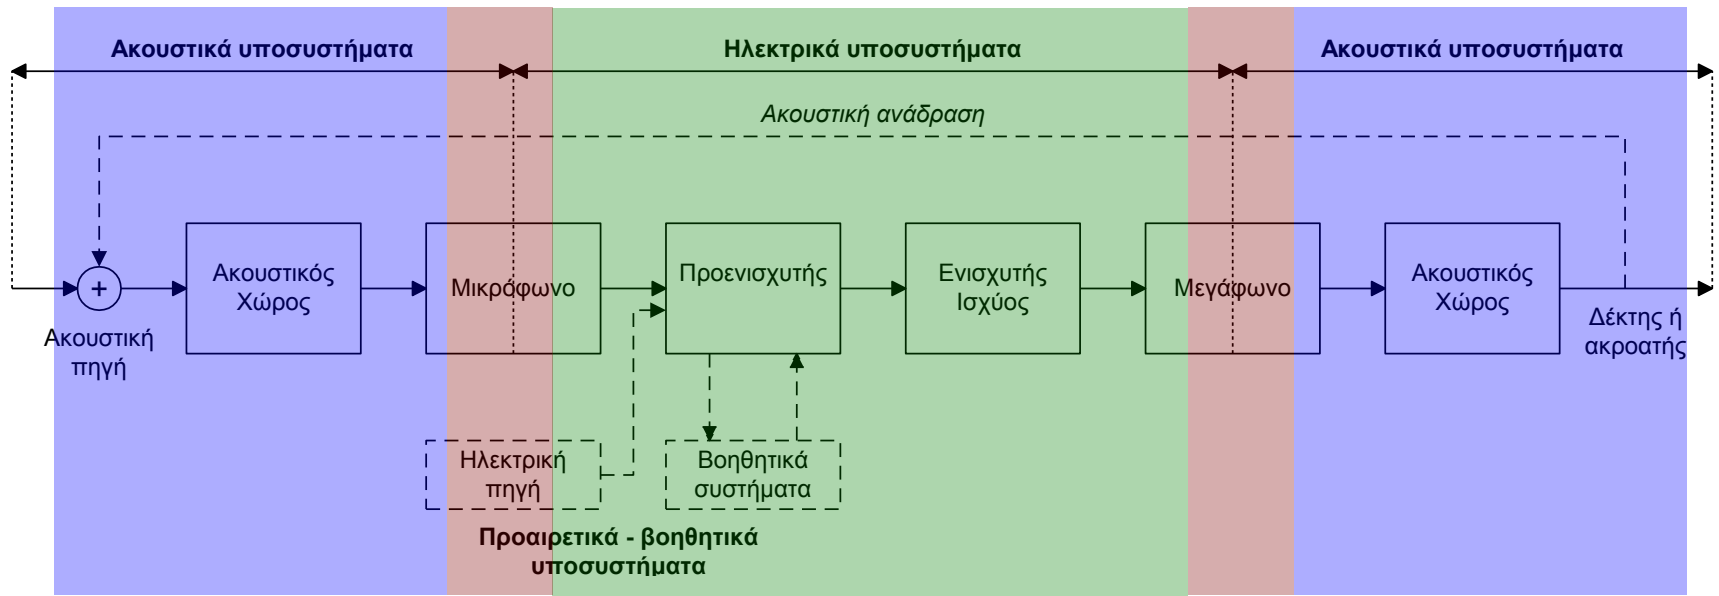 Ακουστικά υποσυστήματα
Ηλεκτρικά υποσυστήματα
Ακουστικά υποσυστήματα
Ακουστική ανάδραση
+
Ακουστική
πηγή
Ακουστικός
Χώρος
Μικρόφωνο
Προενισχυτής
Ενισχυτής
Ισχύος
Μεγάφωνο
Ακουστικός
Χώρος
Δέκτης ή
ακροατής
Ηλεκτρική
πηγή
Βοηθητικά
συστήματα
Προαιρετικά - βοηθητικά
υποσυστήματα